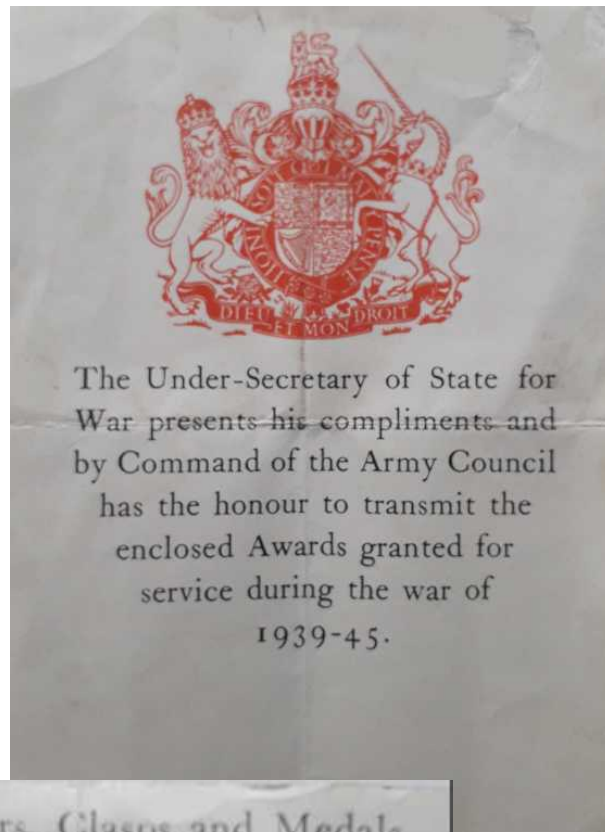 HONI SOIT QUI MAL Y PENSE
DIEU ET MON DROIT
The Under-Secretary of State for
War presents his compliments and
by Command of the Army Council
has the honour to transmit the
enclosed Awards granted for
service during the war of
1939-45.
Clasps and Medals